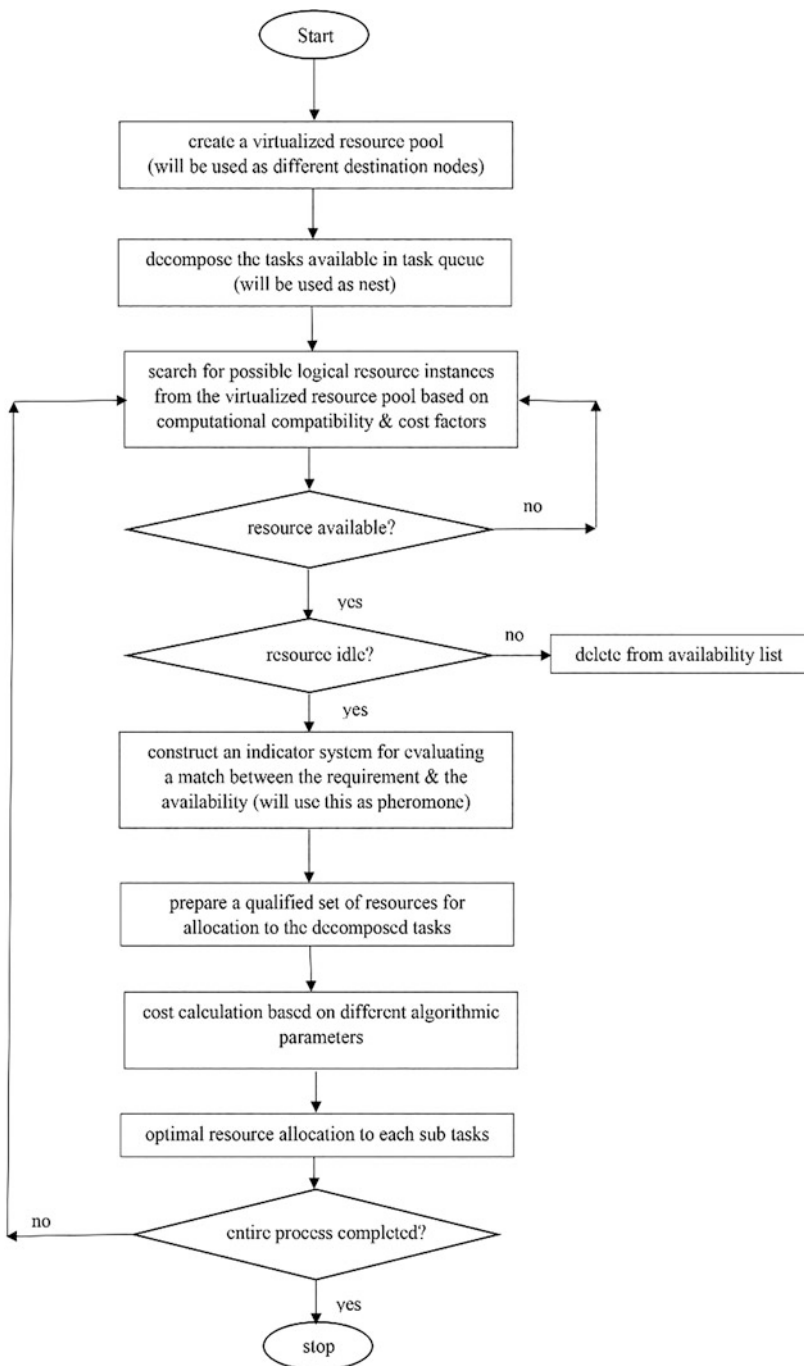 Start
create a virtualized resource pool
(will be used as different destination nodes)
decompose the tasks available in task queue
(will be used as nest)
search for possible logical resource instances
from the virtualized resource pool based on
computational compatibility & cost factors
no
resource available?
yes
no
resource idle?
delete from availability list
yes
construct an indicator system for evaluating
a match between the requirement & the
availability (will use this as pheromone)
prepare a qualified set of resources for
allocation to the decomposed tasks
cost calculation based on different algorithmic
parameters
optimal resource allocation to each sub tasks
no
entire process completed?
yes
stop